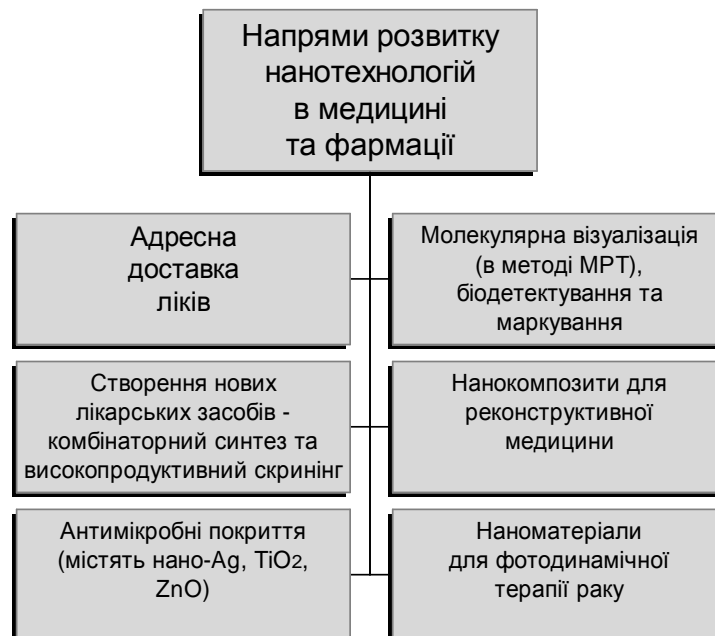 Напрями розвитку
нанотехнологій
в медицині
та фармації
Адресна
доставка
ліків
Молекулярна візуалізація
(в методі МРТ),
біодетектування та
маркування
Створення нових
лікарських засобів -
комбінаторний синтез та
високопродуктивний скринінг
Нанокомпозити для
реконструктивної
медицини
Антимікробні покриття
(містять нано-Ag, TiO2,
ZnO)
Наноматеріали
для фотодинамічної
терапії раку